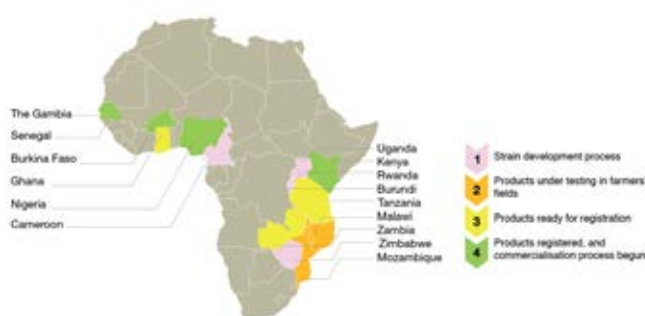 The Gambia
Senegal
Burkina Faso
Ghana
Nigeria
Cameroon
Uganda
Kenya
Rwanda
Burundi
Tanzania
Malawi
Zambia
Zimbabwe
Mozambique
1 Strain development process
2 Products under testing in farmers'
fields
3 Products ready for registration
4 Products registered, and
commercialisation process begun